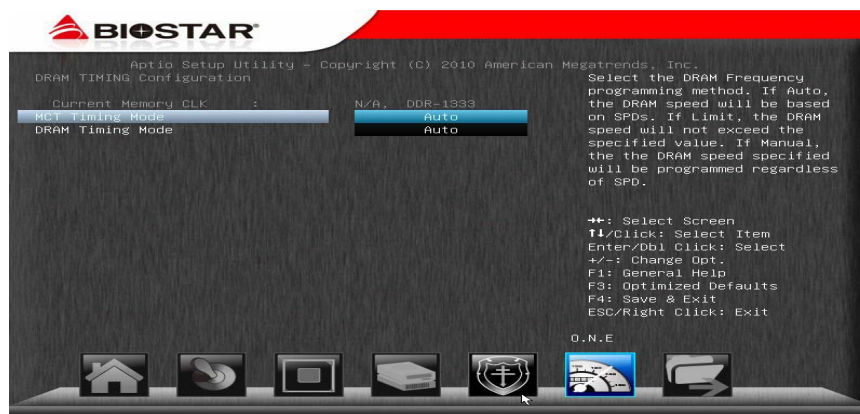 BIOSTAR®
Aptio Setup Utility – Copyright (C) 2010 American Megatrends, Inc.
DRAM TIMING Configuration
Current Memory CLK : N/A, DDR-1333
MCT Timing Mode Auto
DRAM Timing Mode Auto
Select the DRAM Frequency
programming method. If Auto,
the DRAM speed will be based
on SPDs. If Limit, the DRAM
speed will not exceed the
specified value. If Manual,
the the DRAM speed specified
will be programmed regardless
of SPD.
→←: Select Screen
↑↓/Click: Select Item
Enter/Dbl Click: Select
+/-: Change Opt.
F1: General Help
F3: Optimized Defaults
F4: Save & Exit
ESC/Right Click: Exit
O.N.E